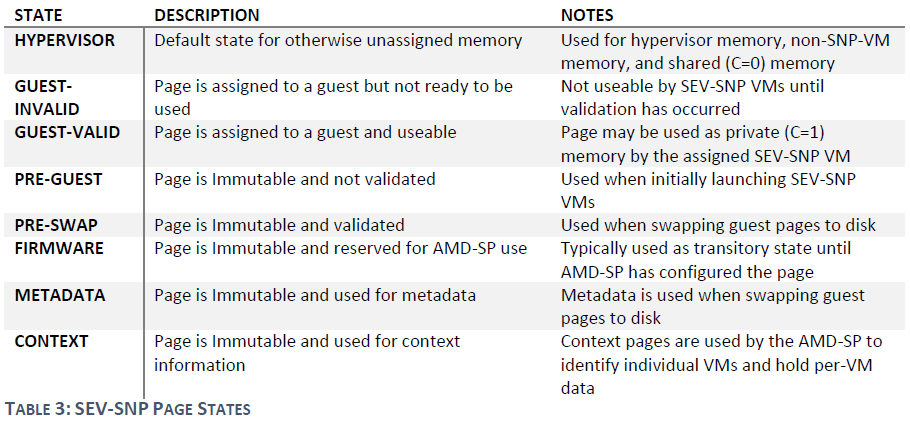 STATE DESCRIPTION NOTES
HYPERVISOR Default state for otherwise unassigned memory Used for hypervisor memory, non-SNP-VM
memory, and shared (C=0) memory
GUEST- Page is assigned to a guest but not ready to be Not useable by SEV-SNP VMs until
INVALID used validation has occurred
GUEST-VALID Page is assigned to a guest and useable Page may be used as private (C=1)
memory by the assigned SEV-SNP VM
PRE-GUEST Page is Immutable and not validated Used when initially launching SEV-SNP
VMs
PRE-SWAP Page is Immutable and validated Used when swapping guest pages to disk
FIRMWARE Page is Immutable and reserved for AMD-SP use Typically used as transitory state until
AMD-SP has configured the page
METADATA Page is Immutable and used for metadata Metadata is used when swapping guest
pages to disk
CONTEXT Page is Immutable and used for context Context pages are used by the AMD-SP to
information identify individual VMs and hold per-VM
data
TABLE 3: SEV-SNP PAGE STATES